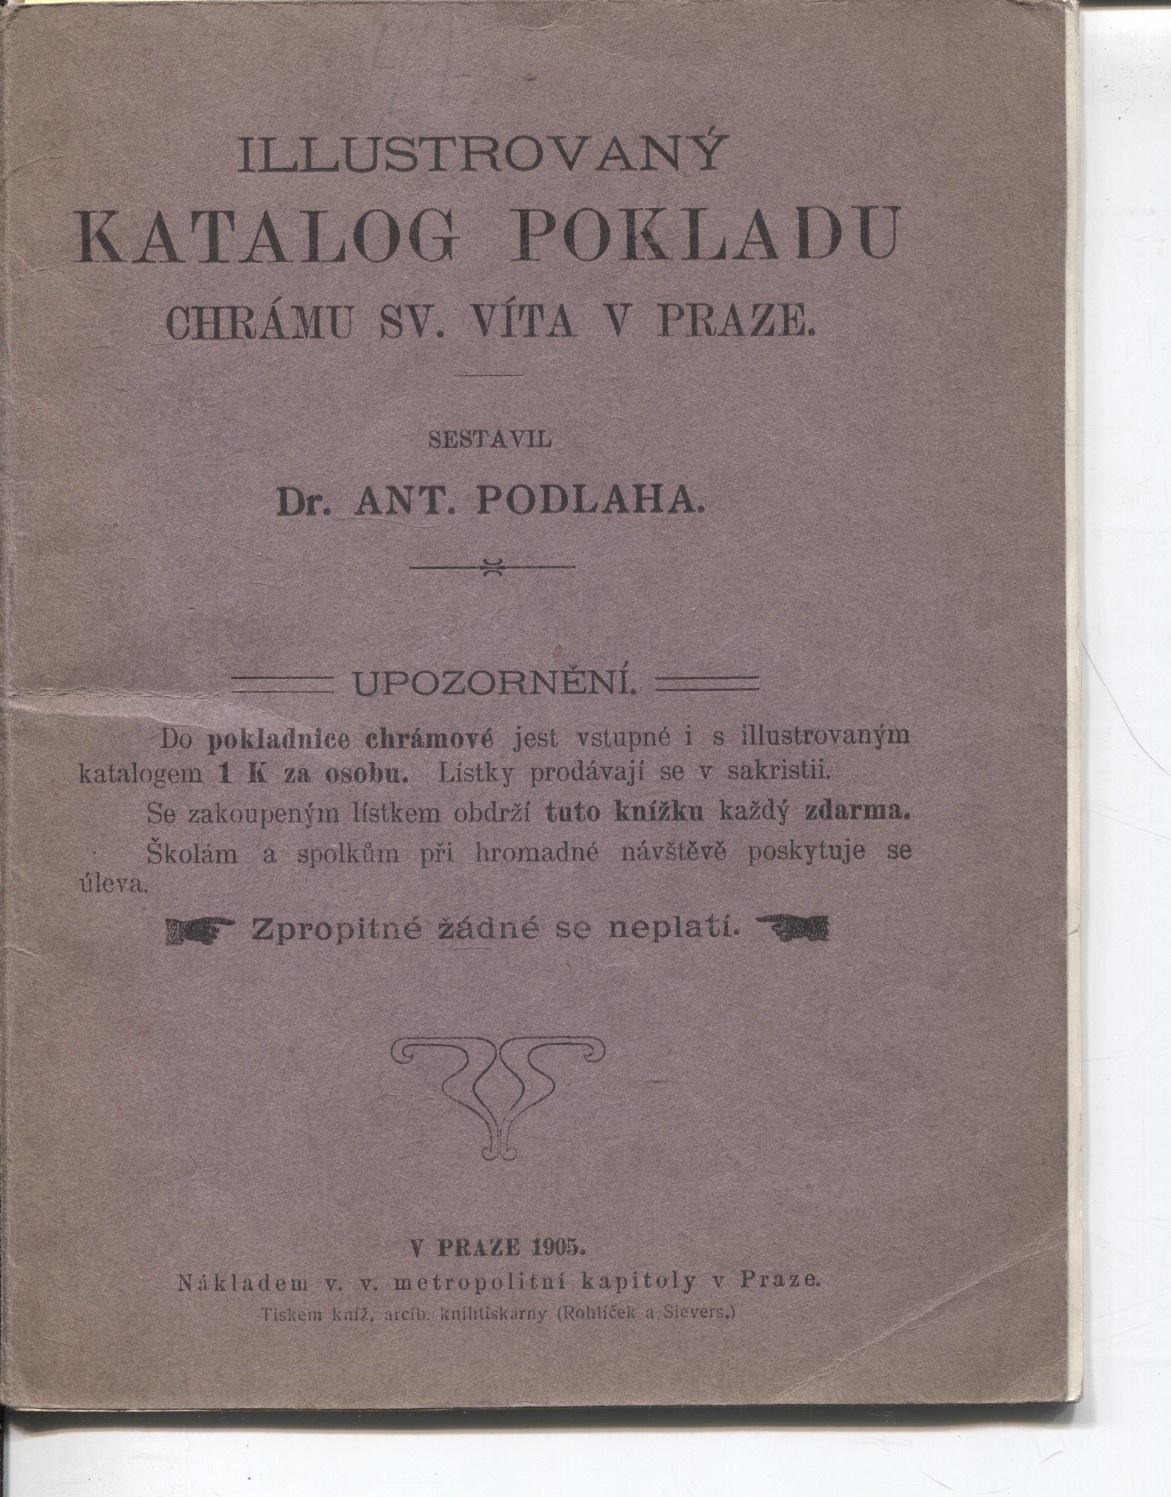 ILLUSTROVANÝ
KATALOG POKLADU
CHRÁMU SV. VÍTA V PRAZE.
SESTAVIL
Dr. ANT. PODLAHA.
UPOZORNĚNÍ.
Do pokladnice chrámové jest vstupné i s illustrovaným
katalogem 1 K za osobu. Lístky prodávají se v sakristii.
Se zakoupeným lístkem obdrží tuto knížku každý zdarma.
Školám a spolkům při hromadné návštěvě poskytuje se
úleva.
Zpropitné žádné se neplatí.
V PRAZE 1905.
Nákladem v. v. metropolitní kapitoly v Praze.
Tiskem kníž. arcib. knihtiskárny (Rohlíček a Sievers.)